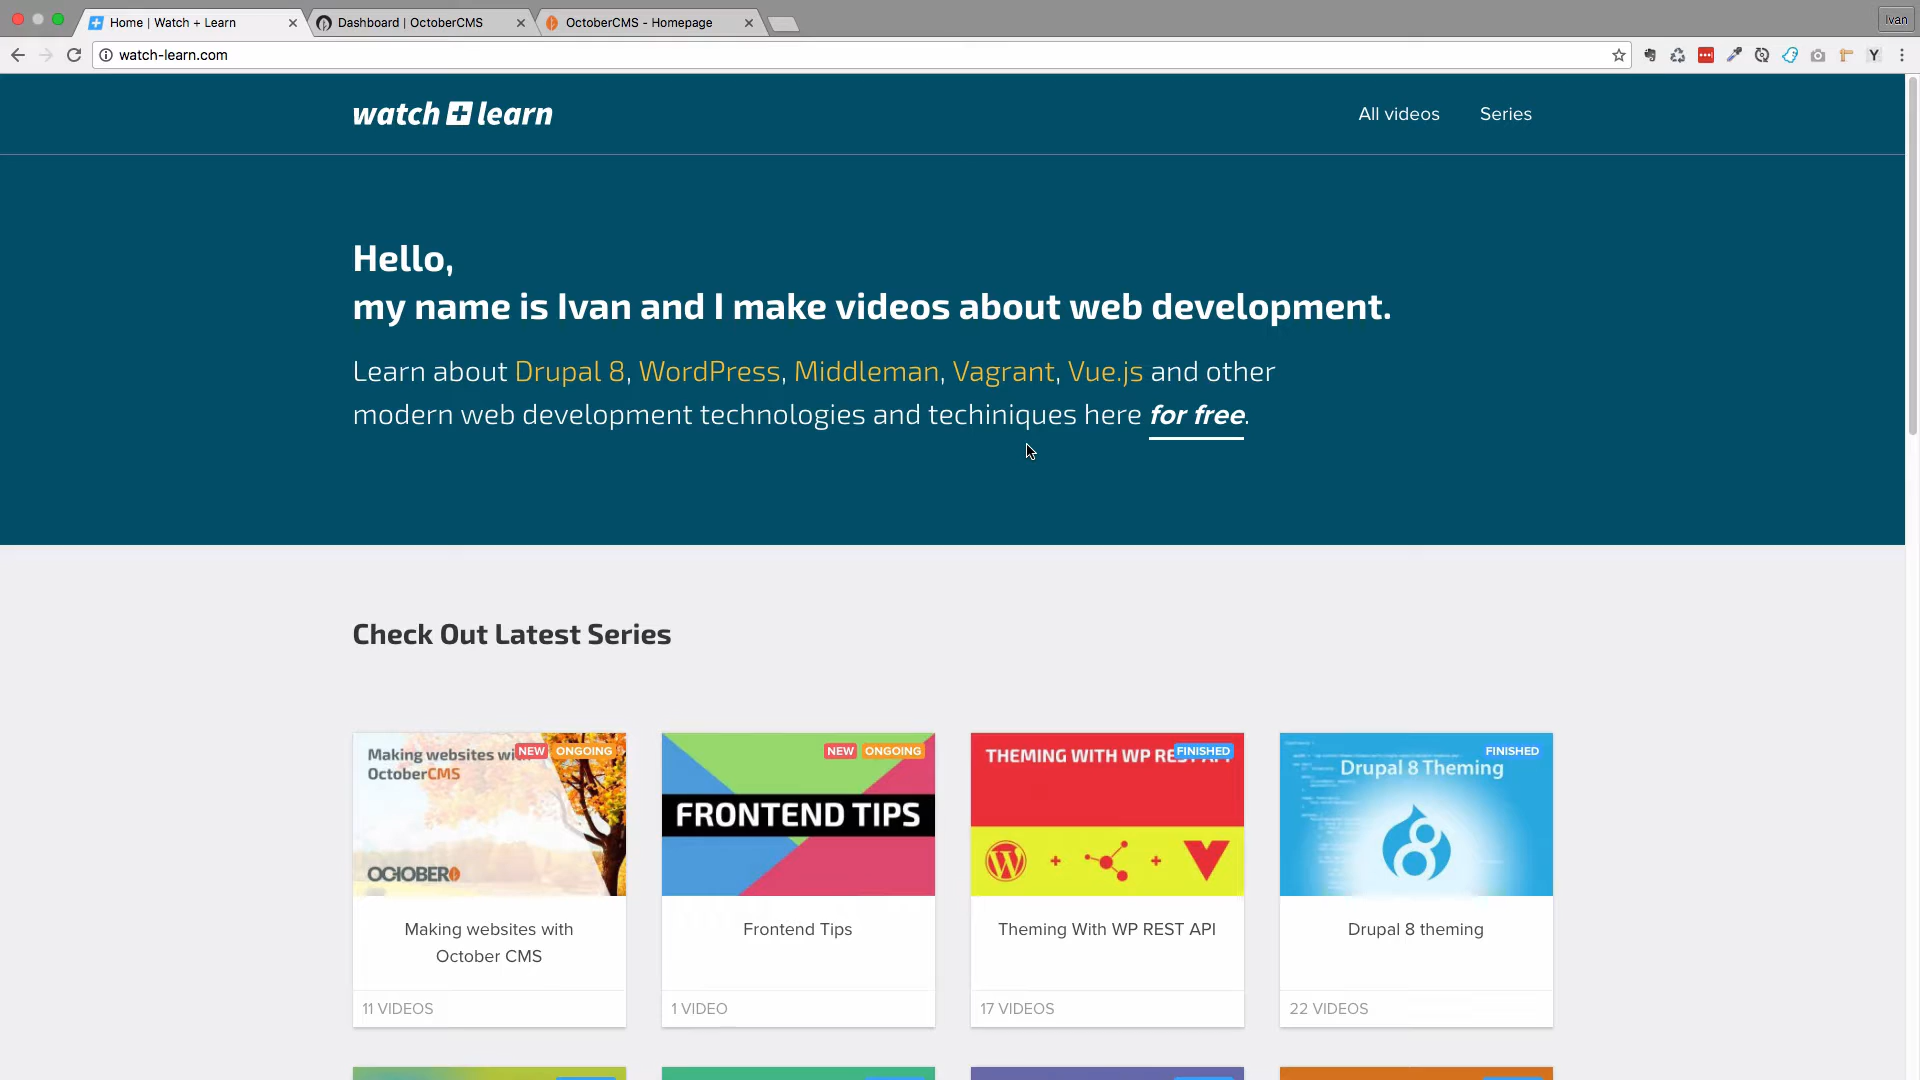 Home | Watch + Learn
Dashboard | OctoberCMS
OctoberCMS - Homepage
Ivan
watch-learn.com
Y
watch + learn
All videos
Series
Hello,
my name is Ivan and I make videos about web development.
Learn about Drupal 8, WordPress, Middleman, Vagrant, Vue.js and other
modern web development technologies and techiniques here for free.
Check Out Latest Series
Making websites wi
OctoberCMS
NEW ONGOING
OCTOBER
Making websites with
October CMS
11 VIDEOS
NEW ONGOING
FRONTEND TIPS
Frontend Tips
1 VIDEO
THEMING WITH WP REST API
FINISHED
Theming With WP REST API
17 VIDEOS
FINISHED
Drupal 8 Theming
Drupal 8 theming
22 VIDEOS